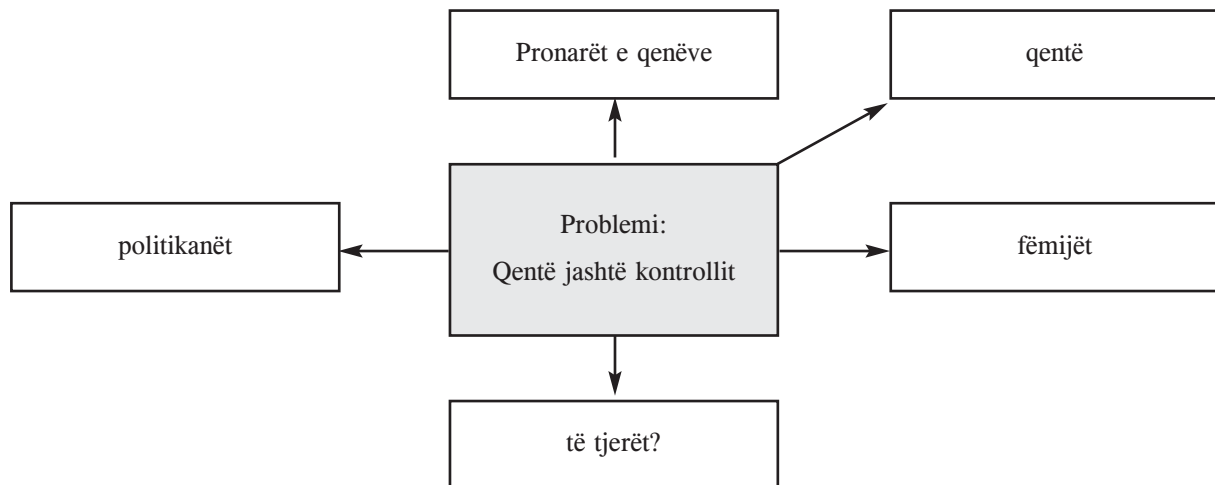 Pronarët e qenëve
qentë
politikanët
Problemi:
Qentë jashtë kontrollit
fëmijët
të tjerët?